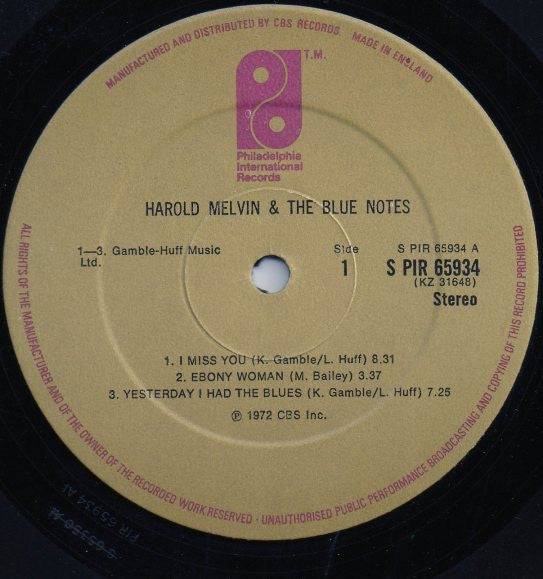 MANUFACTURED AND DISTRIBUTED BY CBS RECORDS. MADE IN ENGLAND
T.M.
Philadelphia
International
Records
HAROLD MELVIN & THE BLUE NOTES
1—3. Gamble-Huff Music
Ltd.
Side
1
S PIR 65934 A
S PIR 65934
(KZ 31648)
Stereo
1. I MISS YOU (K. Gamble/L. Huff) 8.31
2. EBONY WOMAN (M. Bailey) 3.37
3. YESTERDAY I HAD THE BLUES (K. Gamble/L. Huff) 7.25
℗ 1972 CBS Inc.
ALL RIGHTS OF THE MANUFACTURER AND OF THE OWNER OF THE RECORDED WORK RESERVED · UNAUTHORISED PUBLIC PERFORMANCE BROADCASTING AND COPYING OF THIS RECORD PROHIBITED
PIR 65934 A1